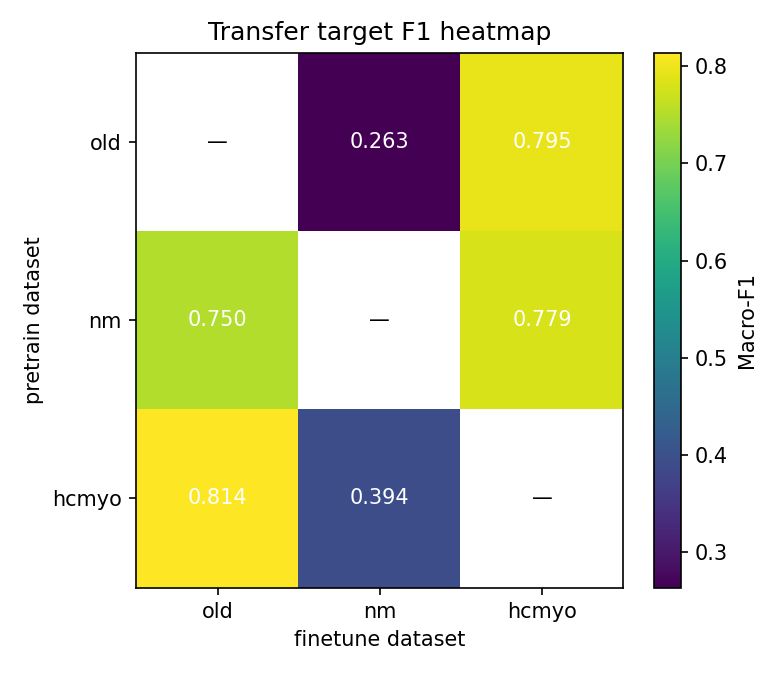 Transfer target F1 heatmap
pretrain dataset
old
nm
hcmyo
— 0.263 0.795
0.750 — 0.779
0.814 0.394 —
old nm hcmyo
finetune dataset
0.8
0.7
0.6
0.5
0.4
0.3
Macro-F1